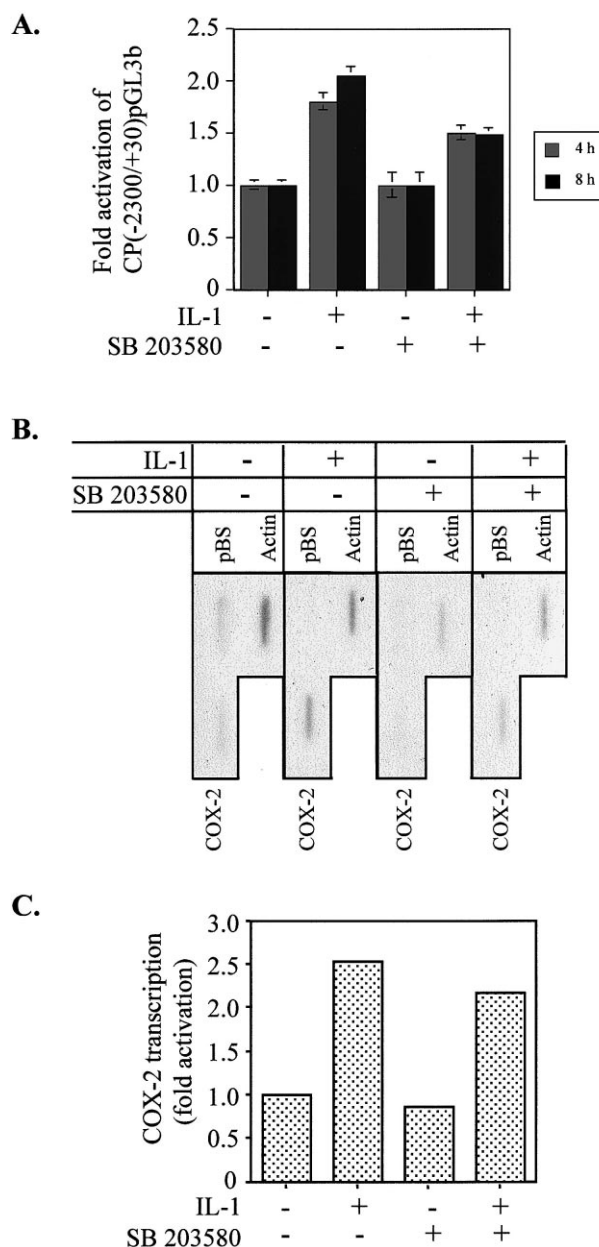 A.
Fold activation of
CP(-2300/+30)pGL3b
2.5
2.0
1.5
1.0
0.5
0
4 h
8 h
IL-1 - + - +
SB 203580 - - + +
B.
IL-1 - + - +
SB 203580 - - + +
pBS Actin pBS Actin pBS Actin pBS Actin
COX-2 COX-2 COX-2 COX-2
C.
COX-2 transcription
(fold activation)
3.0
2.5
2.0
1.5
1.0
0.5
0
IL-1 - + - +
SB 203580 - - + +